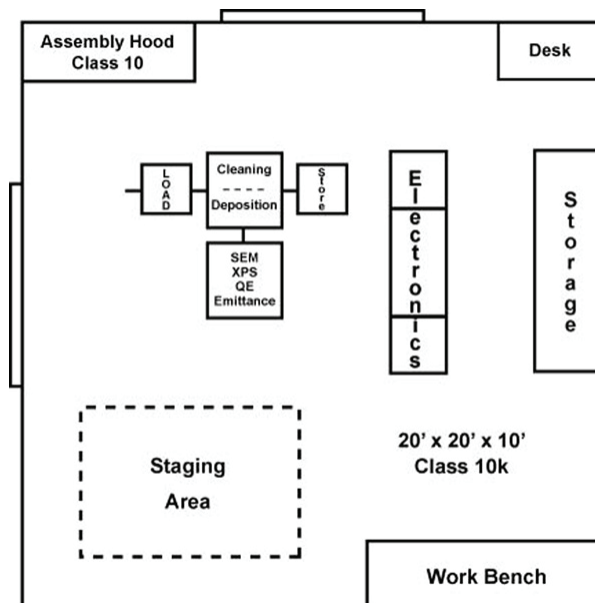 Assembly Hood
Class 10
Desk
LOAD
Cleaning
Deposition
Store
SEM
XPS
QE
Emittance
Electronics
Storage
20’ x 20’ x 10’
Class 10k
Staging
Area
Work Bench